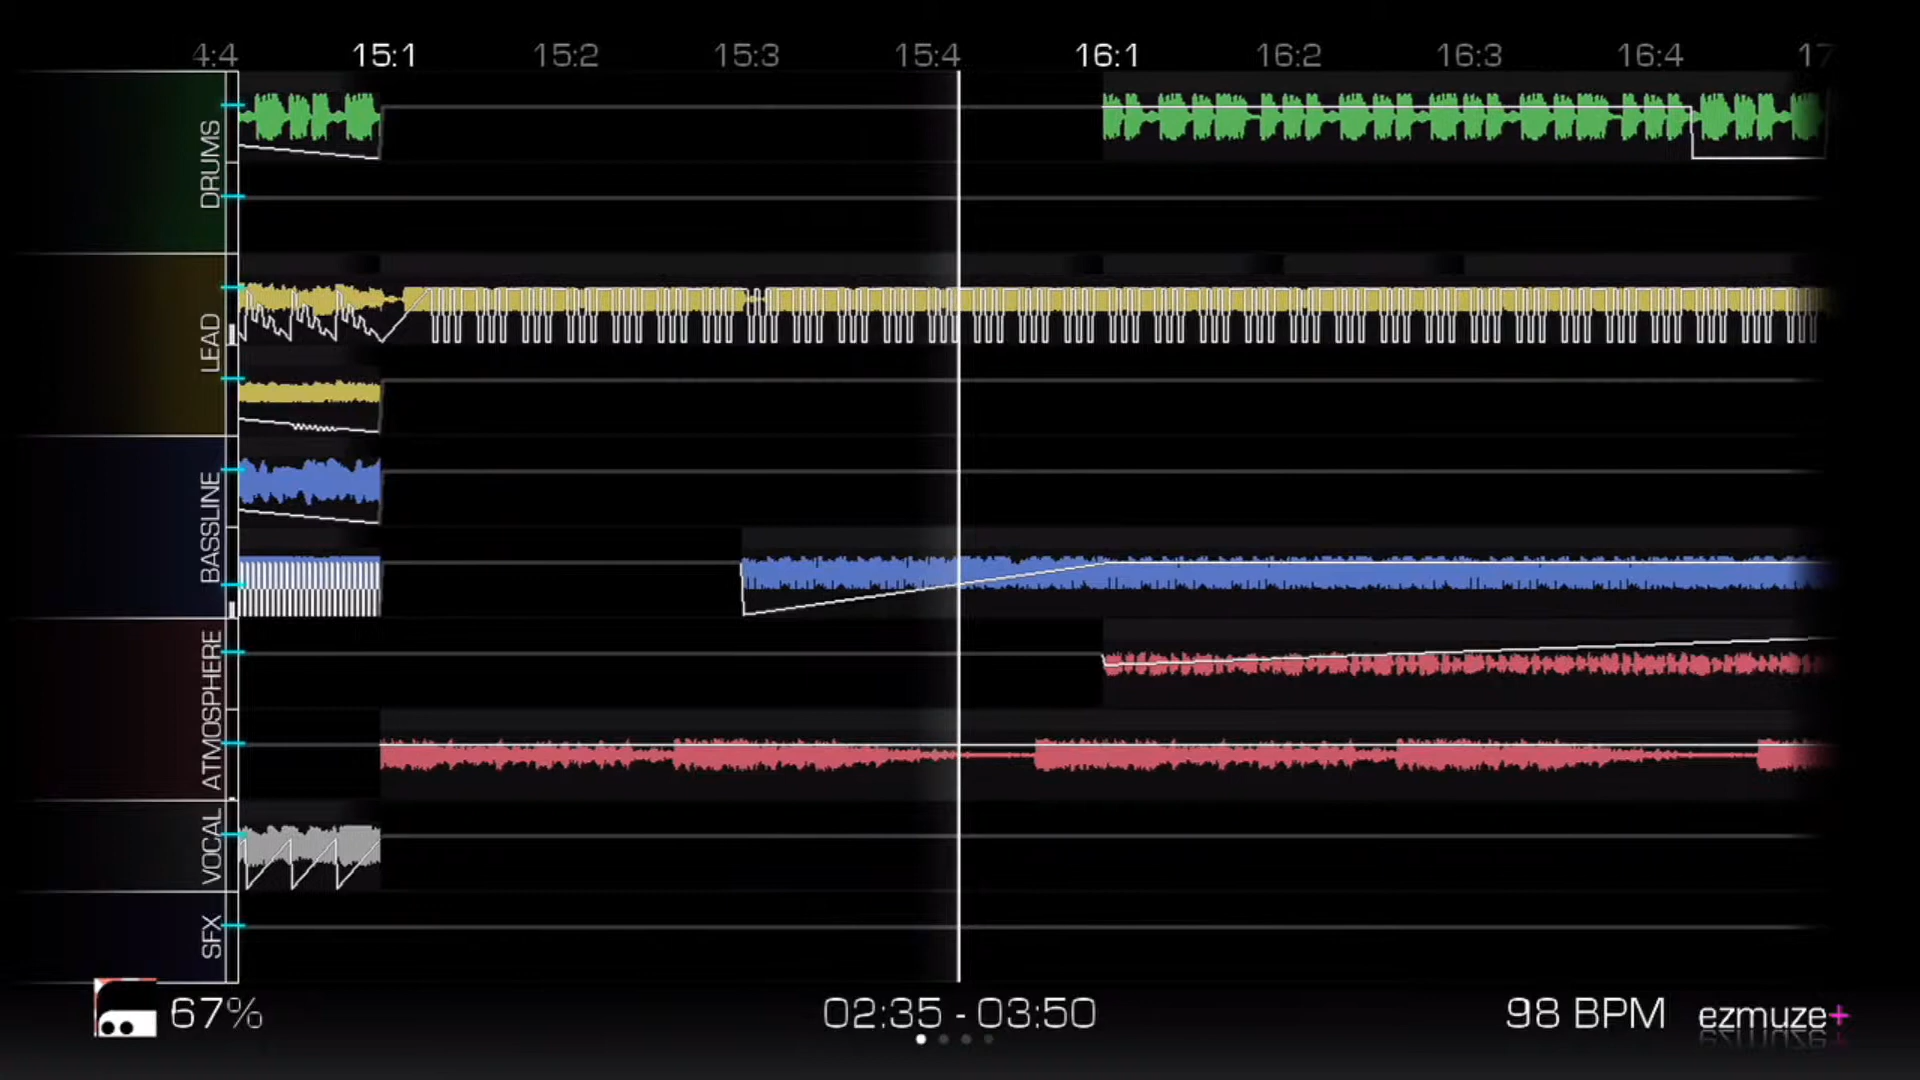 4:4 15:1 15:2 15:3 15:4 16:1 16:2 16:3 16:4 17
DRUMS
LEAD
BASSLINE
ATMOSPHERE
VOCAL
SFX
67% 02:35 - 03:50 98 BPM ezmuze+